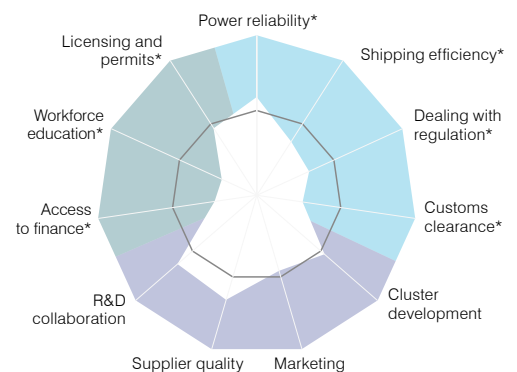 Power reliability*
Licensing and
permits*
Shipping efficiency*
Workforce
education*
Dealing with
regulation*
Access
to finance*
Customs
clearance*
R&D
collaboration
Cluster
development
Supplier quality
Marketing